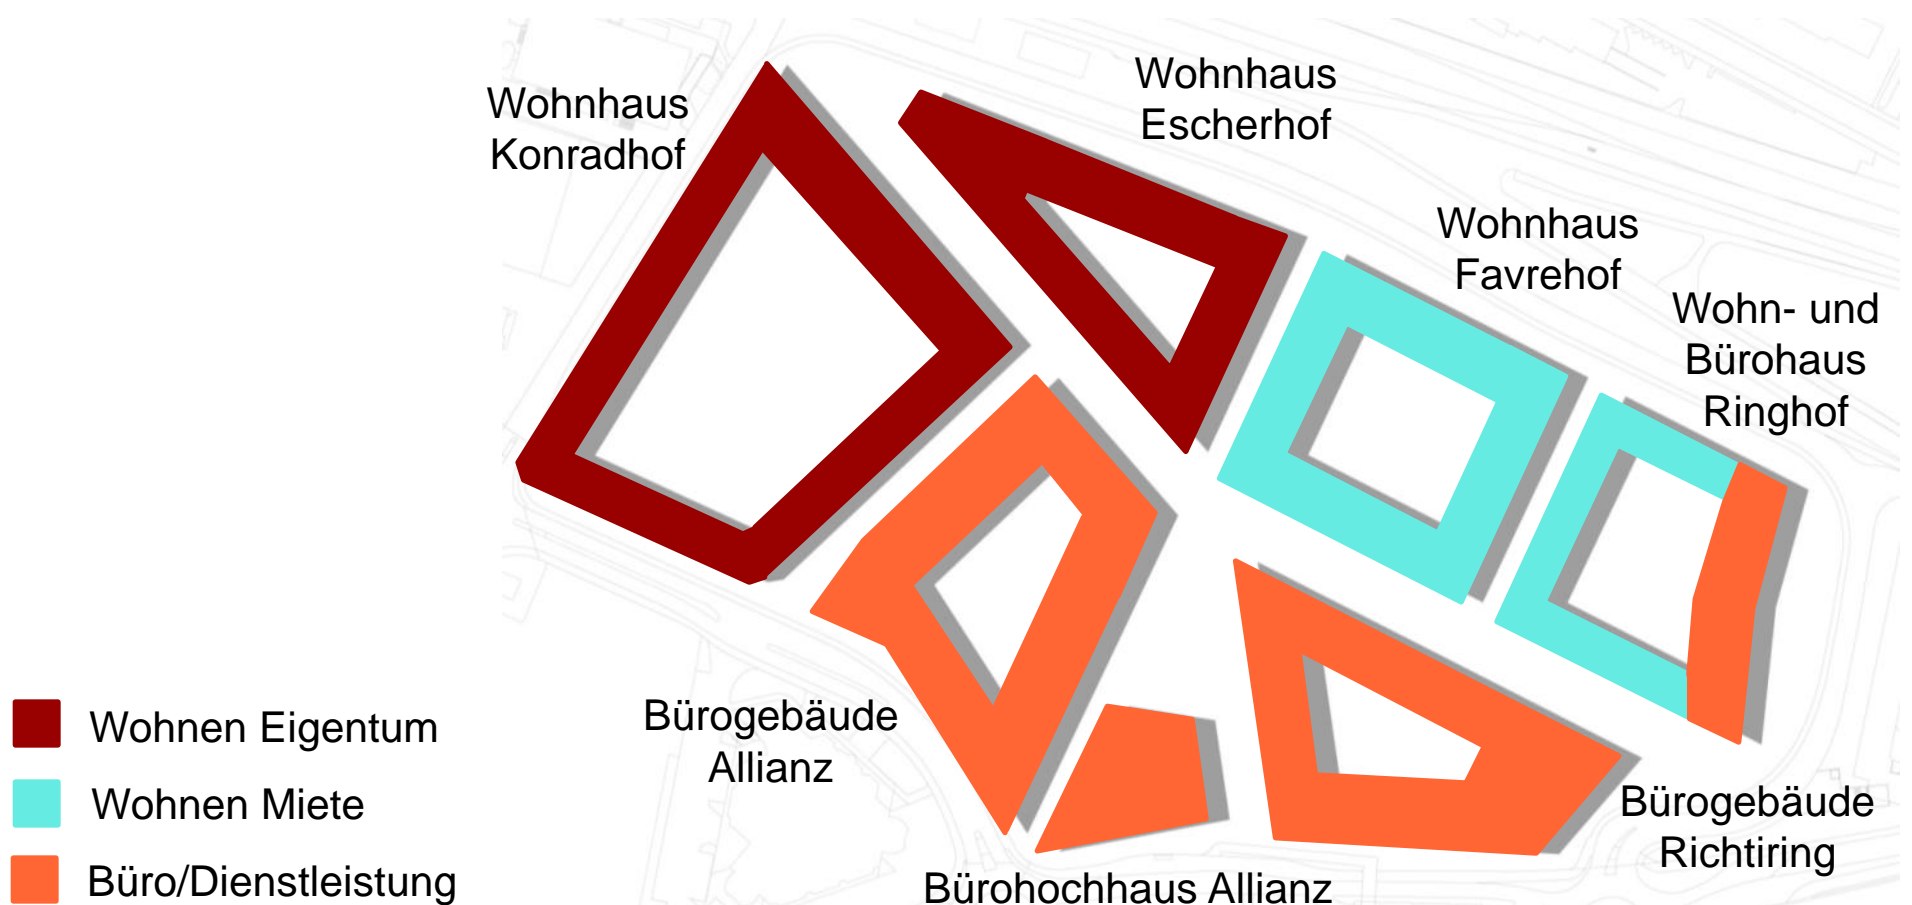 Wohnhaus
Konradhof
Wohnhaus
Escherhof
Wohnhaus
Favrehof
Wohn- und
Bürohaus
Ringhof
Bürogebäude
Allianz
Bürohochhaus Allianz
Bürogebäude
Richtiring
Wohnen Eigentum
Wohnen Miete
Büro/Dienstleistung